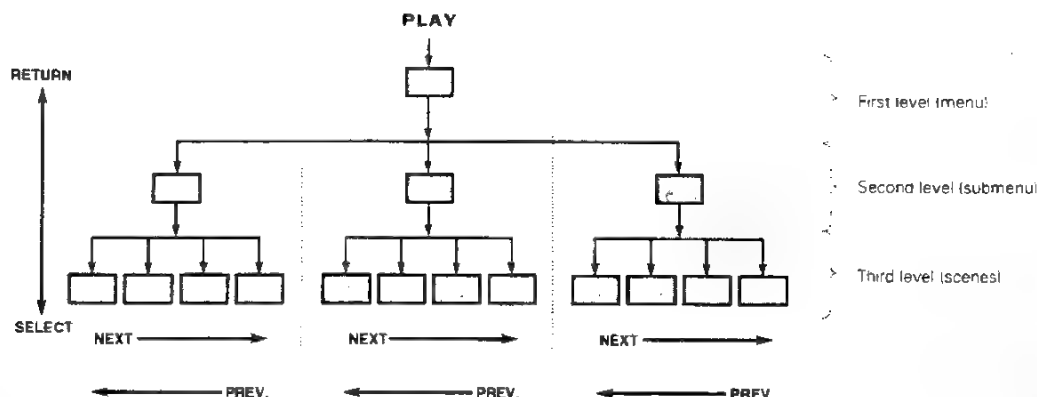 PLAY
RETURN
First level (menu)
Second level (submenu)
Third level (scenes)
SELECT
NEXT NEXT NEXT
PREV. PREV. PREV